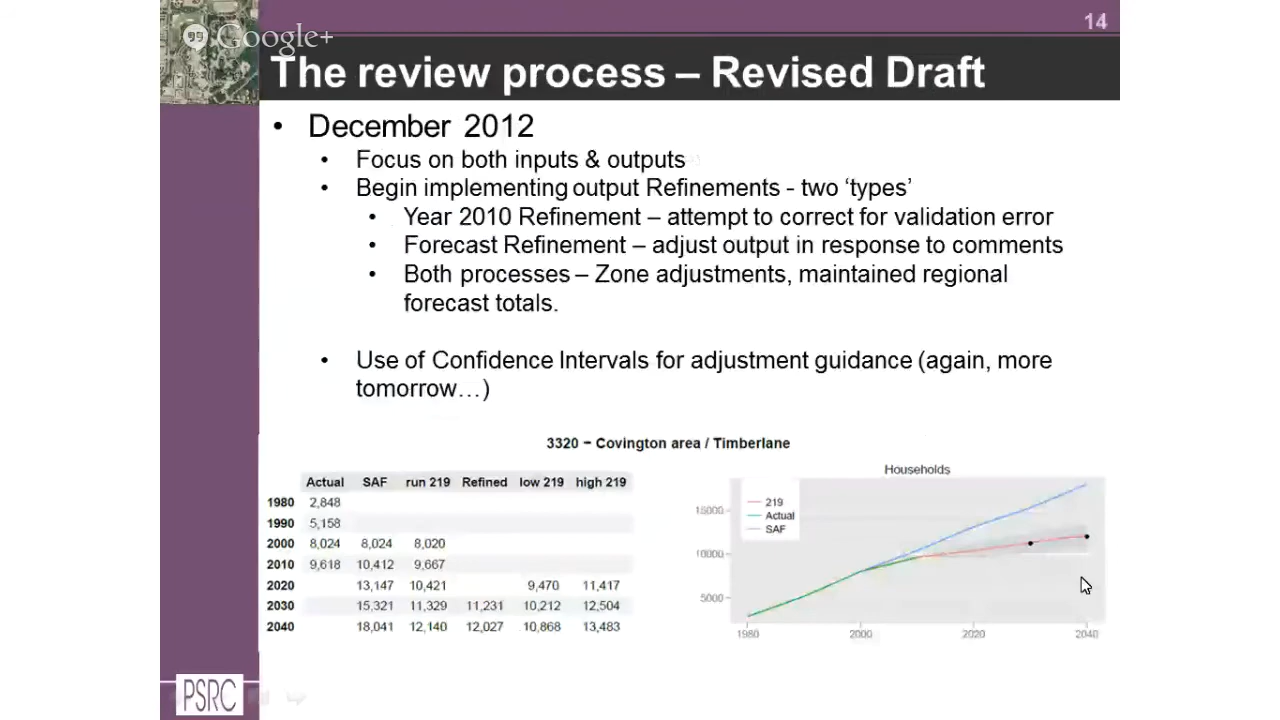 14
Google+
The review process – Revised Draft
• December 2012
• Focus on both inputs & outputs
• Begin implementing output Refinements - two ‘types’
• Year 2010 Refinement – attempt to correct for validation error
• Forecast Refinement – adjust output in response to comments
• Both processes – Zone adjustments, maintained regional
forecast totals.
• Use of Confidence Intervals for adjustment guidance (again, more
tomorrow…)
3320 − Covington area / Timberlane
Actual SAF run 219 Refined low 219 high 219
1980 2,848
1990 5,158
2000 8,024 8,024 8,020
2010 9,618 10,412 9,667
2020 13,147 10,421 9,470 11,417
2030 15,321 11,329 11,231 10,212 12,504
2040 18,041 12,140 12,027 10,868 13,483
Households
219
Actual
SAF
15000
10000
5000
1980 2000 2020 2040
PSRC